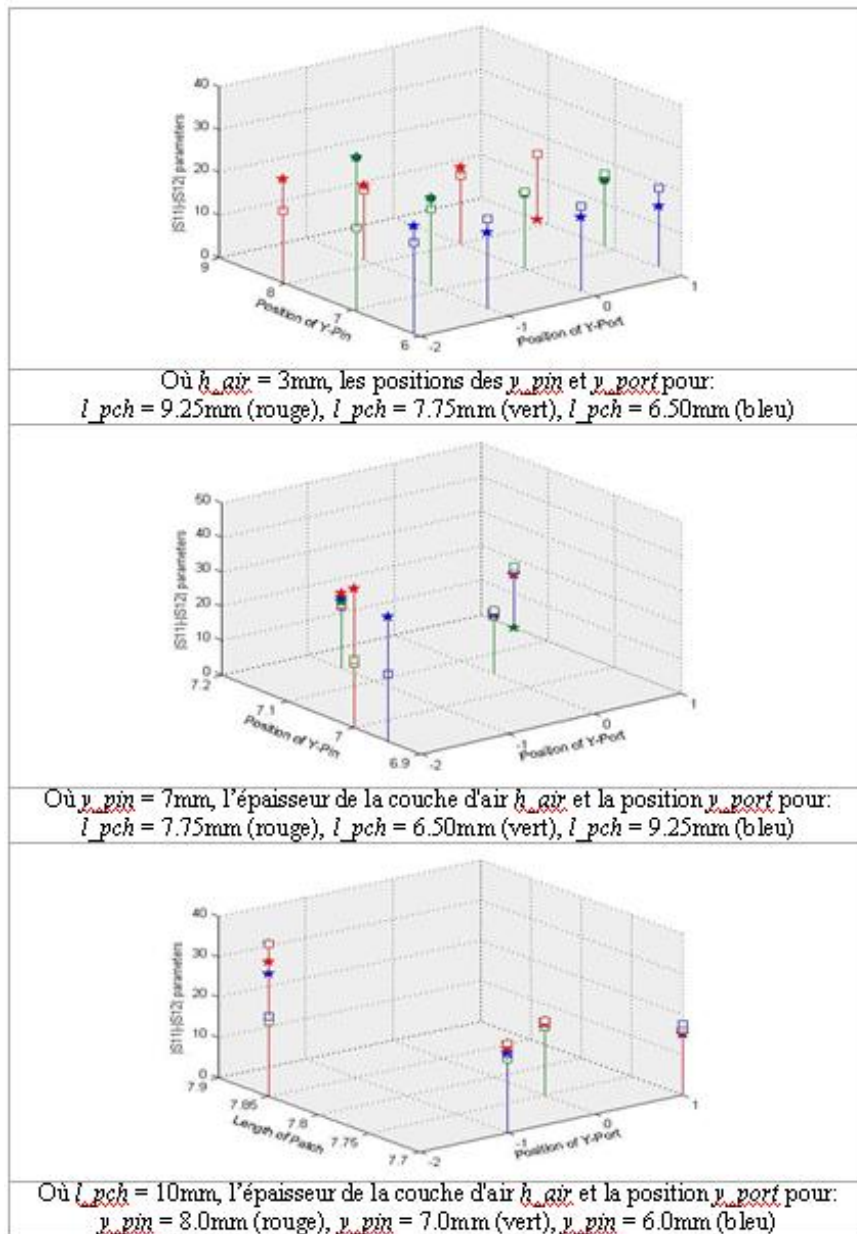 40
30
20
10
0
|S11|-|S12| parameters
9
8
7
6
Position of Y-Pin
-2
-1
0
1
Position of Y-Port
Où h_air = 3mm, les positions des y_pin et y_port pour:
l_pch = 9.25mm (rouge), l_pch = 7.75mm (vert), l_pch = 6.50mm (bleu)
50
40
30
20
10
0
|S11|-|S12| parameters
7.2
7.1
7
6.9
Position of Y-Pin
-2
-1
0
1
Position of Y-Port
Où y_pin = 7mm, l’épaisseur de la couche d'air h_air et la position y_port pour:
l_pch = 7.75mm (rouge), l_pch = 6.50mm (vert), l_pch = 9.25mm (bleu)
40
30
20
10
0
|S11|-|S12| parameters
7.9
7.85
7.8
7.75
7.7
Length of Patch
-2
-1
0
1
Position of Y-Port
Où l_pch = 10mm, l’épaisseur de la couche d'air h_air et la position y_port pour:
y_pin = 8.0mm (rouge), y_pin = 7.0mm (vert), y_pin = 6.0mm (bleu)